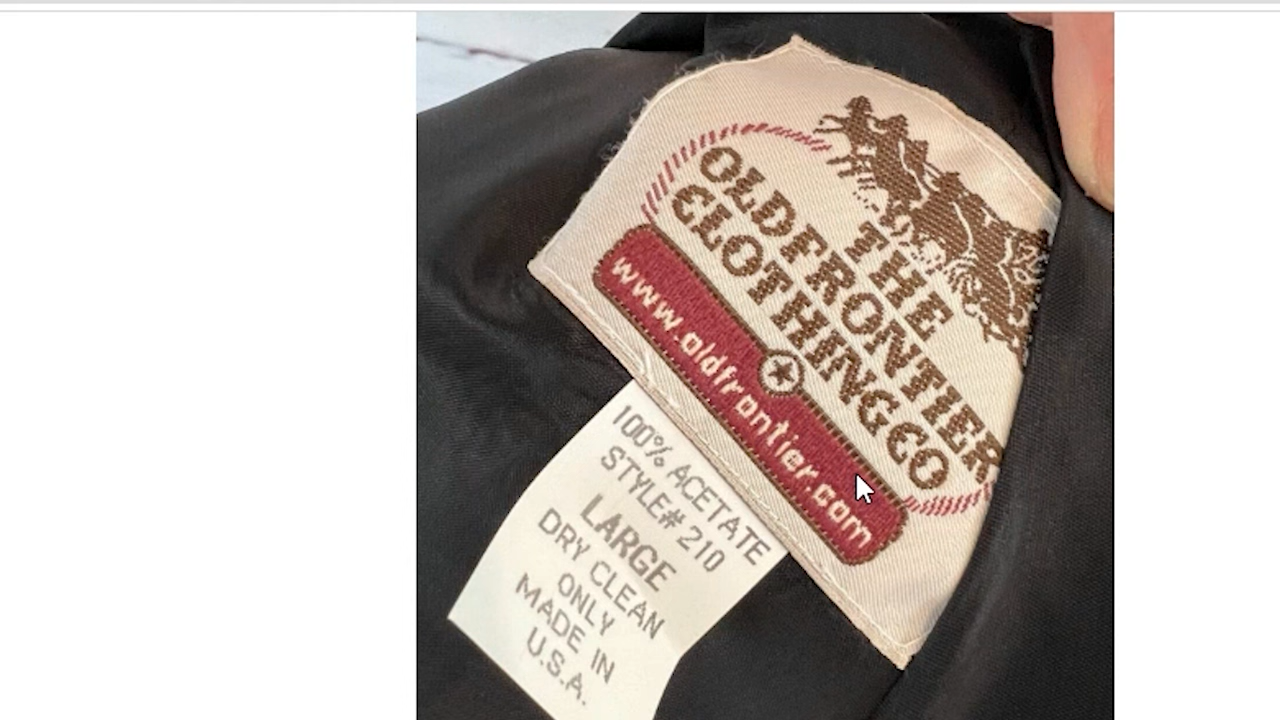 THE
OLD FRONTIER
CLOTHING CO
www.oldfrontier.com
100% ACETATE
STYLE# 210
LARGE
DRY CLEAN
ONLY
MADE IN
U.S.A.